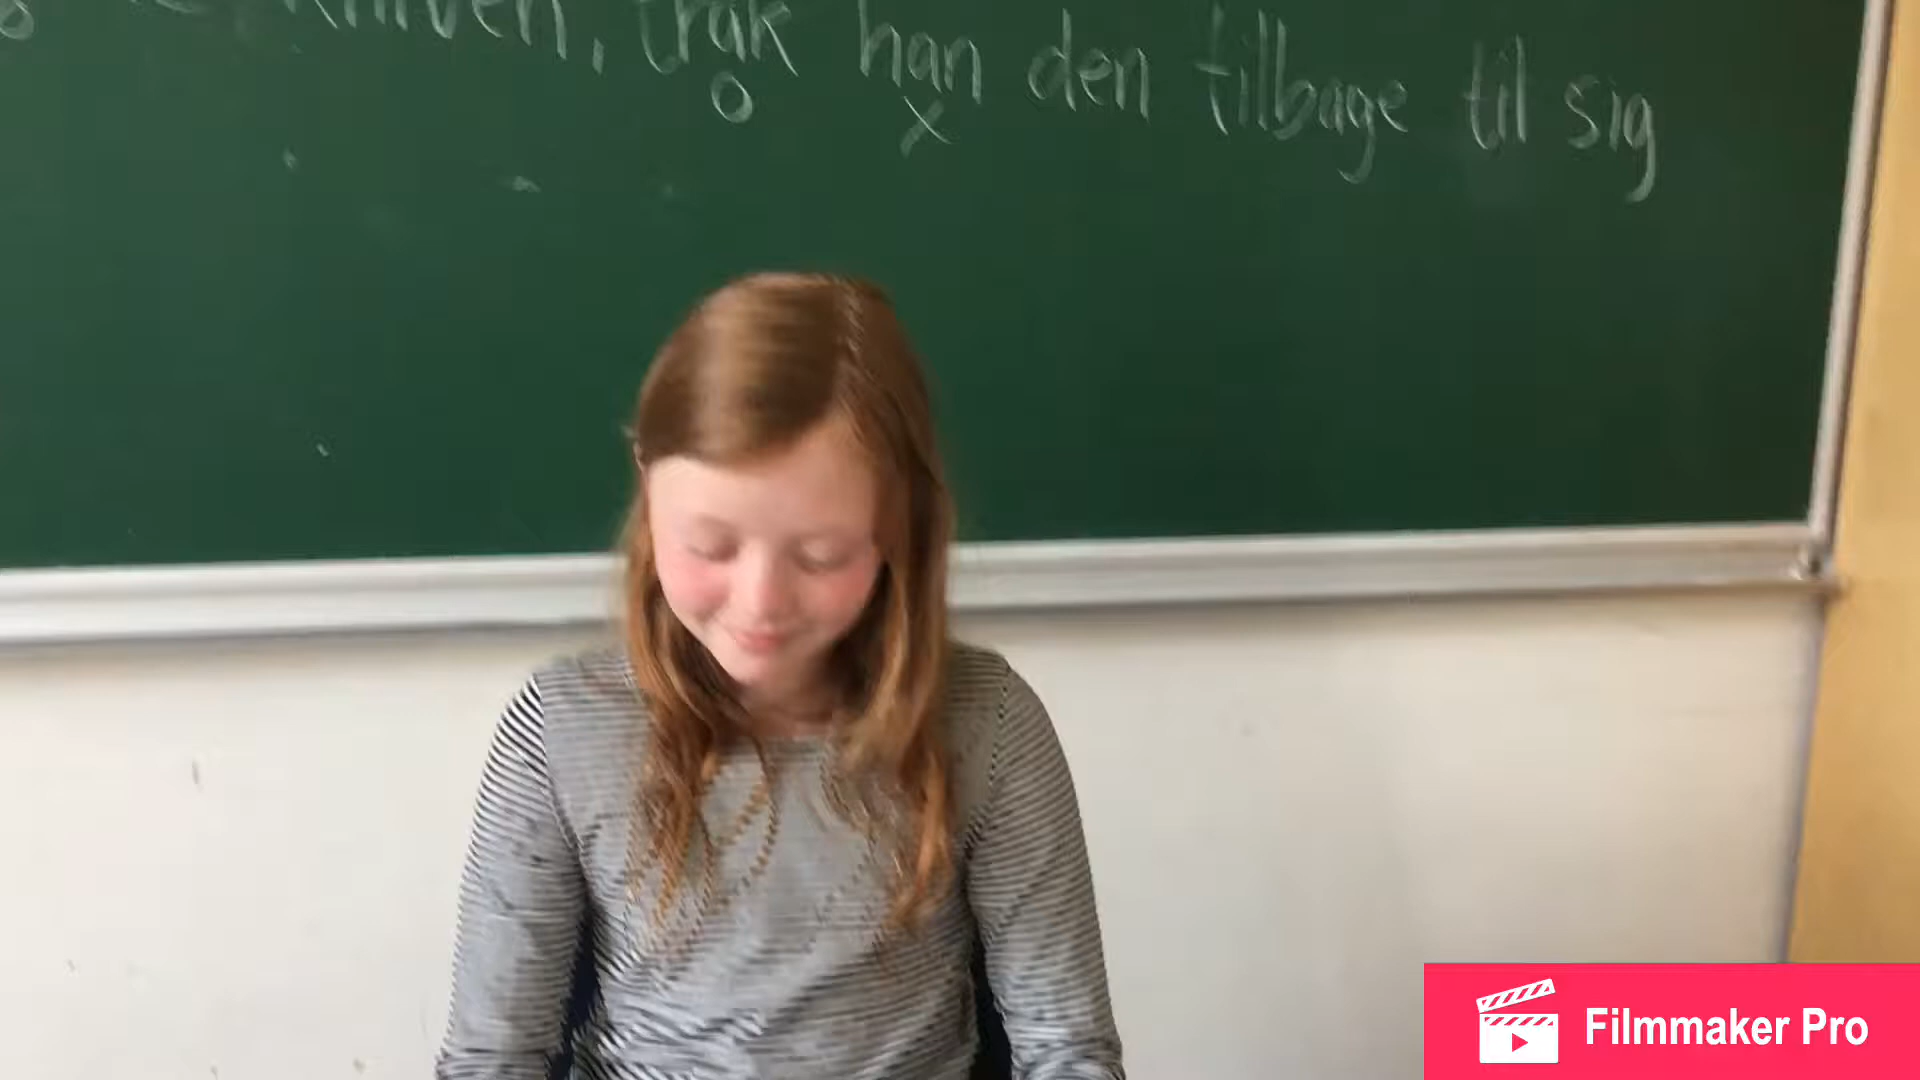 kniven, trak han den tilbage til sig
o x
Filmmaker Pro